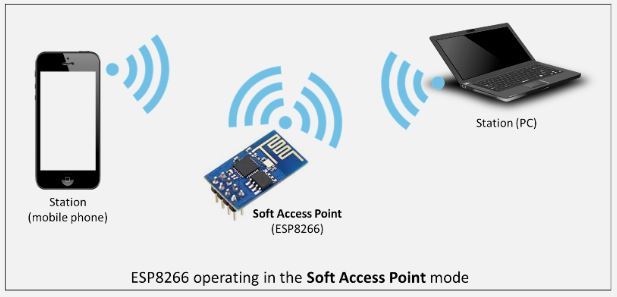 Station (PC)
Station
(mobile phone)
Soft Access Point
(ESP8266)
ESP8266 operating in the Soft Access Point mode